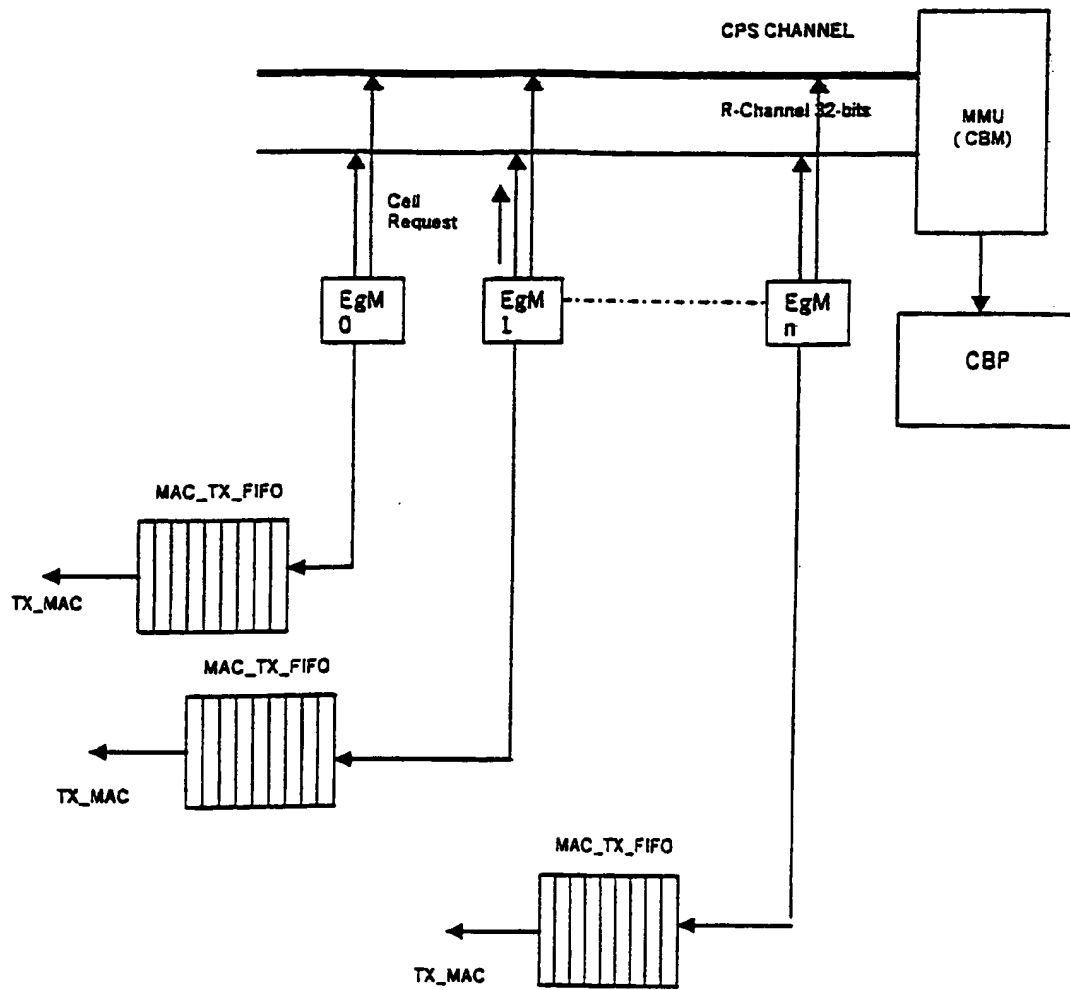 CPS CHANNEL
R-Channel 32-bits
MMU
(CBM)
Cell
Request
EgM
0
EgM
1
EgM
n
CBP
MAC_TX_FIFO
TX_MAC
MAC_TX_FIFO
TX_MAC
MAC_TX_FIFO
TX_MAC